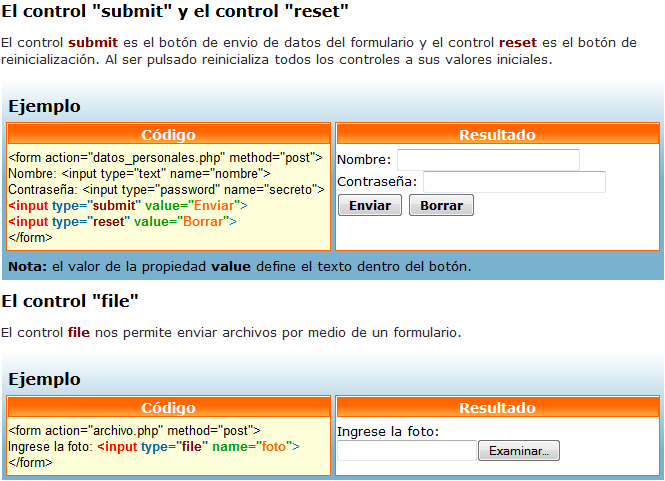 El control "submit" y el control "reset"
El control submit es el botón de envio de datos del formulario y el control reset es el botón de
reinicialización. Al ser pulsado reinicializa todos los controles a sus valores iniciales.
Ejemplo
Código
<form action="datos_personales.php" method="post">
Nombre: <input type="text" name="nombre">
Contraseña: <input type="password" name="secreto">
<input type="submit" value="Enviar">
<input type="reset" value="Borrar">
</form>
Resultado
Nombre:
Contraseña:
Enviar Borrar
Nota: el valor de la propiedad value define el texto dentro del botón.
El control "file"
El control file nos permite enviar archivos por medio de un formulario.
Ejemplo
Código
<form action="archivo.php" method="post">
Ingrese la foto: <input type="file" name="foto">
</form>
Resultado
Ingrese la foto:
Examinar...